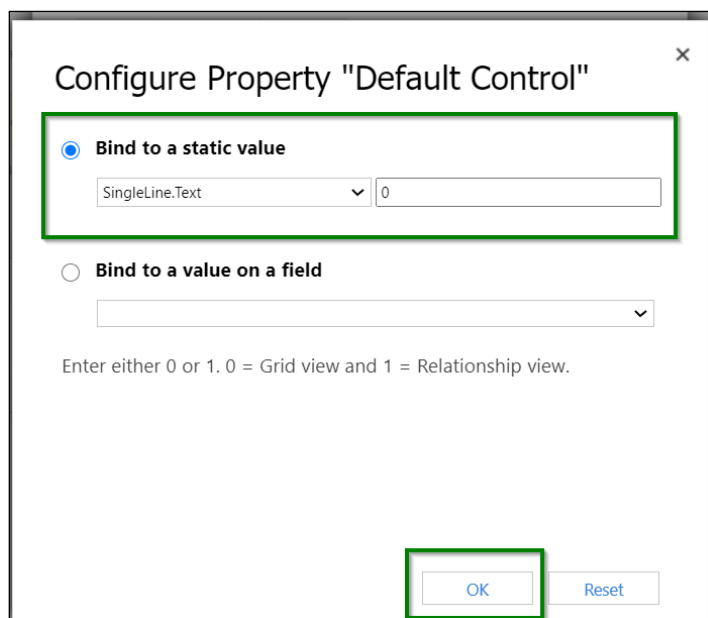 Configure Property "Default Control"
Bind to a static value
SingleLine.Text 0
Bind to a value on a field
Enter either 0 or 1. 0 = Grid view and 1 = Relationship view.
OK Reset